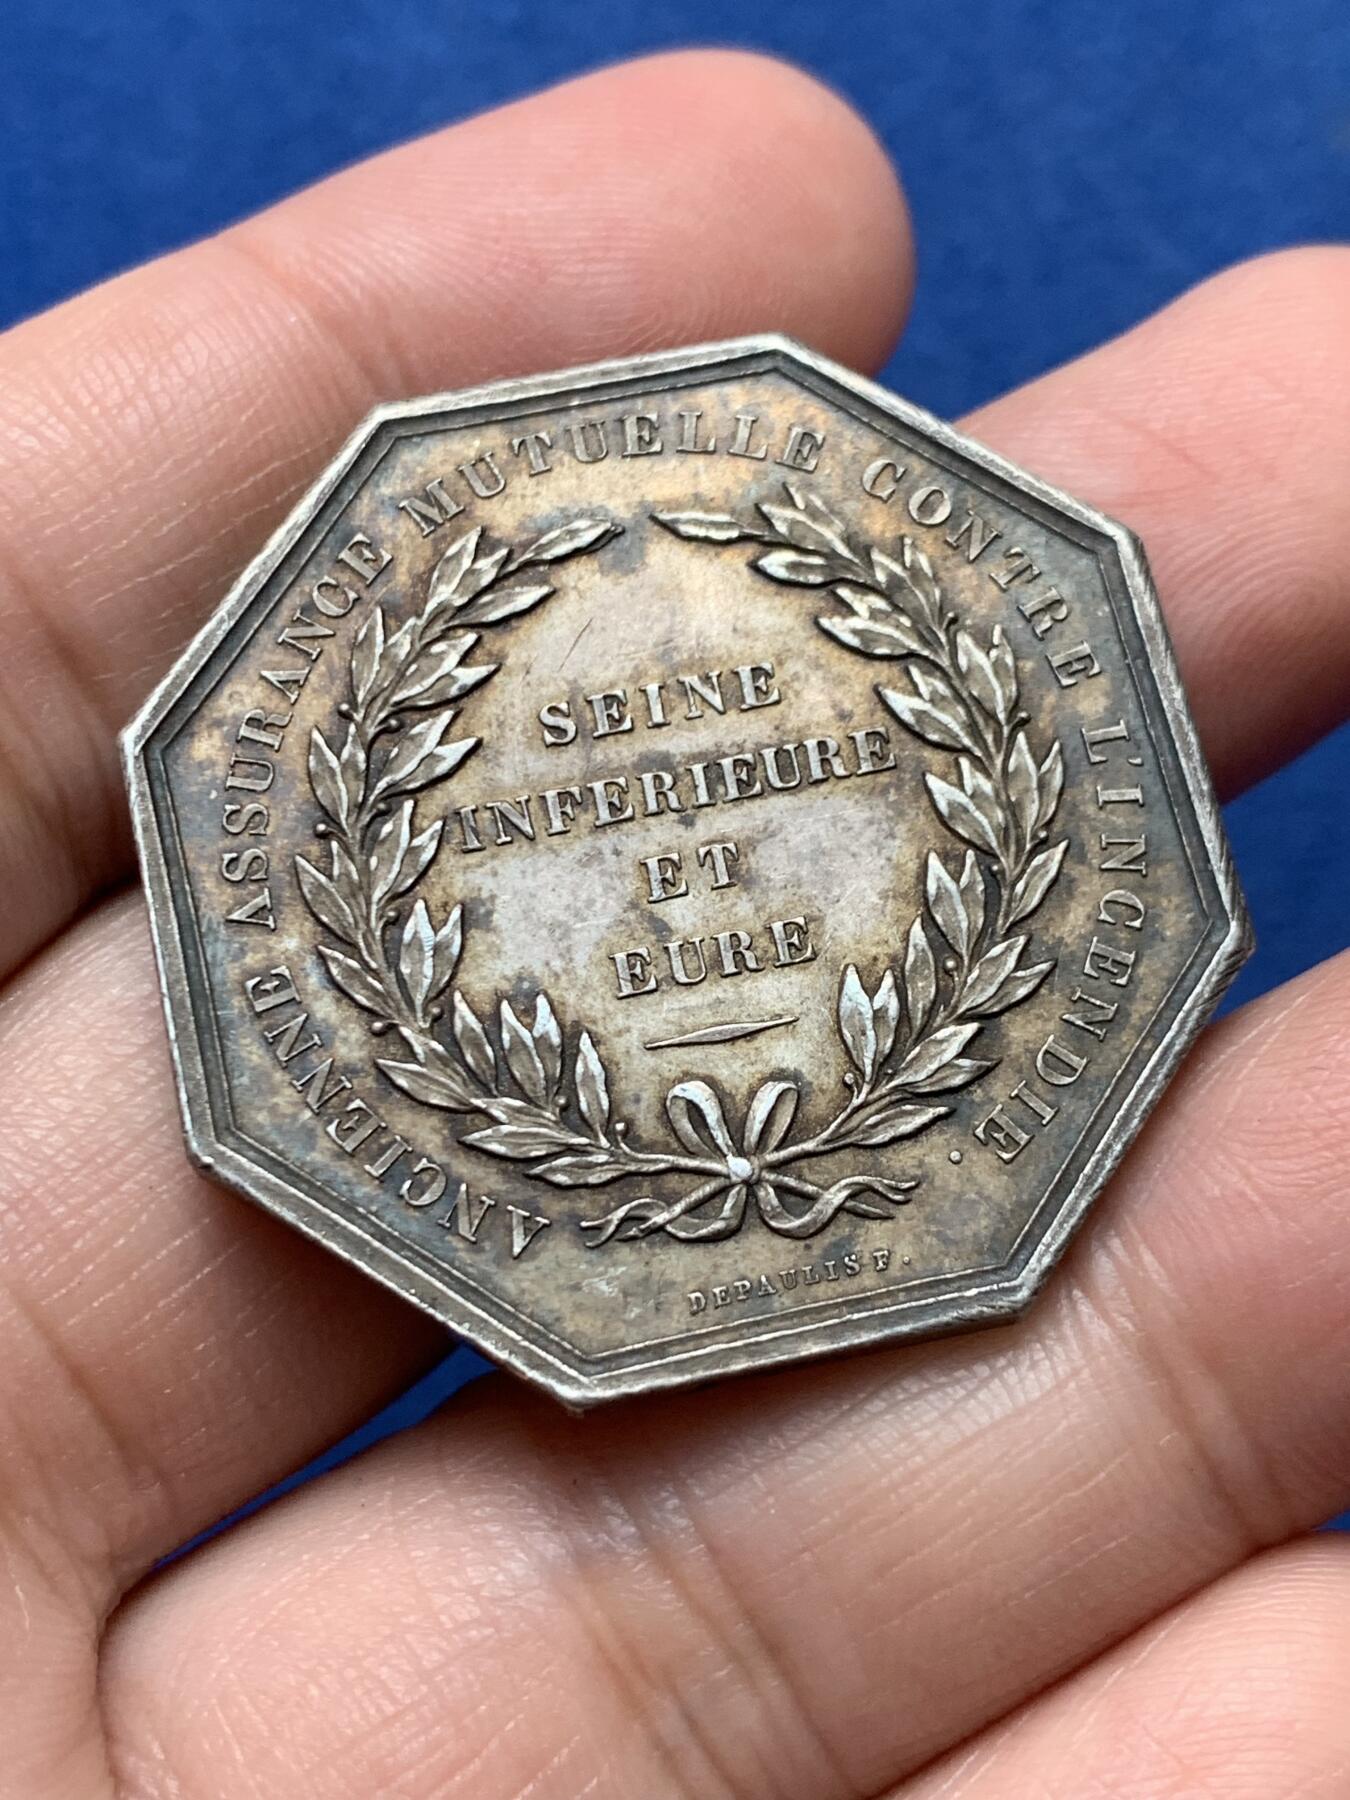 ANCIENNE ASSURANCE MUTUELLE CONTRE L'INCENDIE.
SEINE
INFERIEURE
ET
EURE
DEPAULIS F.